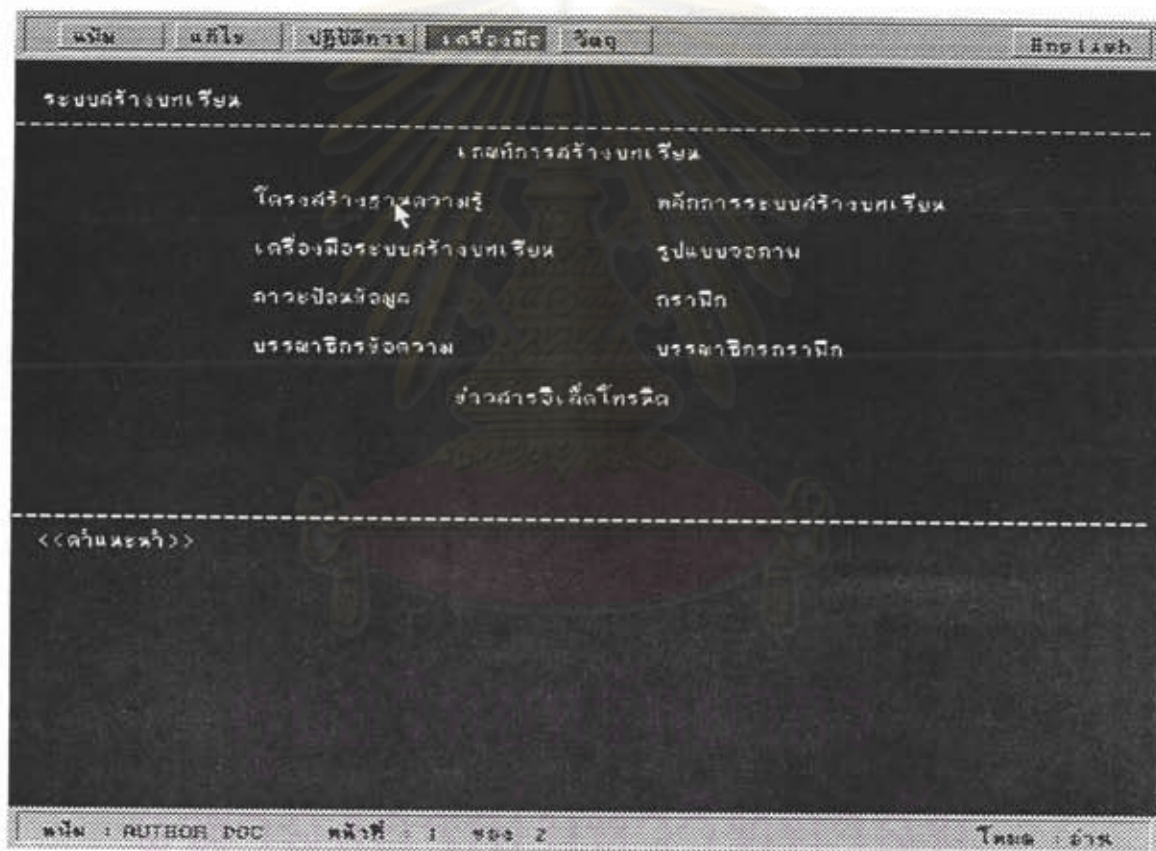 แฟ้ม แก้ไข ปฏิบัติการ เครื่องมือ วัตถุ English
ระบบสร้างบทเรียน
เกณฑ์การสร้างบทเรียน
โครงสร้างฐานความรู้ หลักการระบบสร้างบทเรียน
เครื่องมือระบบสร้างบทเรียน รูปแบบจอภาพ
ภาวะป้อนข้อมูล กราฟิก
บรรณาธิกรข้อความ บรรณาธิกรกราฟิก
ข่าวสารอิเล็คโทรนิค
<<คำแนะนำ>>
แฟ้ม : AUTHOR DOC หน้าที่ : 1 ของ 2 โหมด : อ่าน